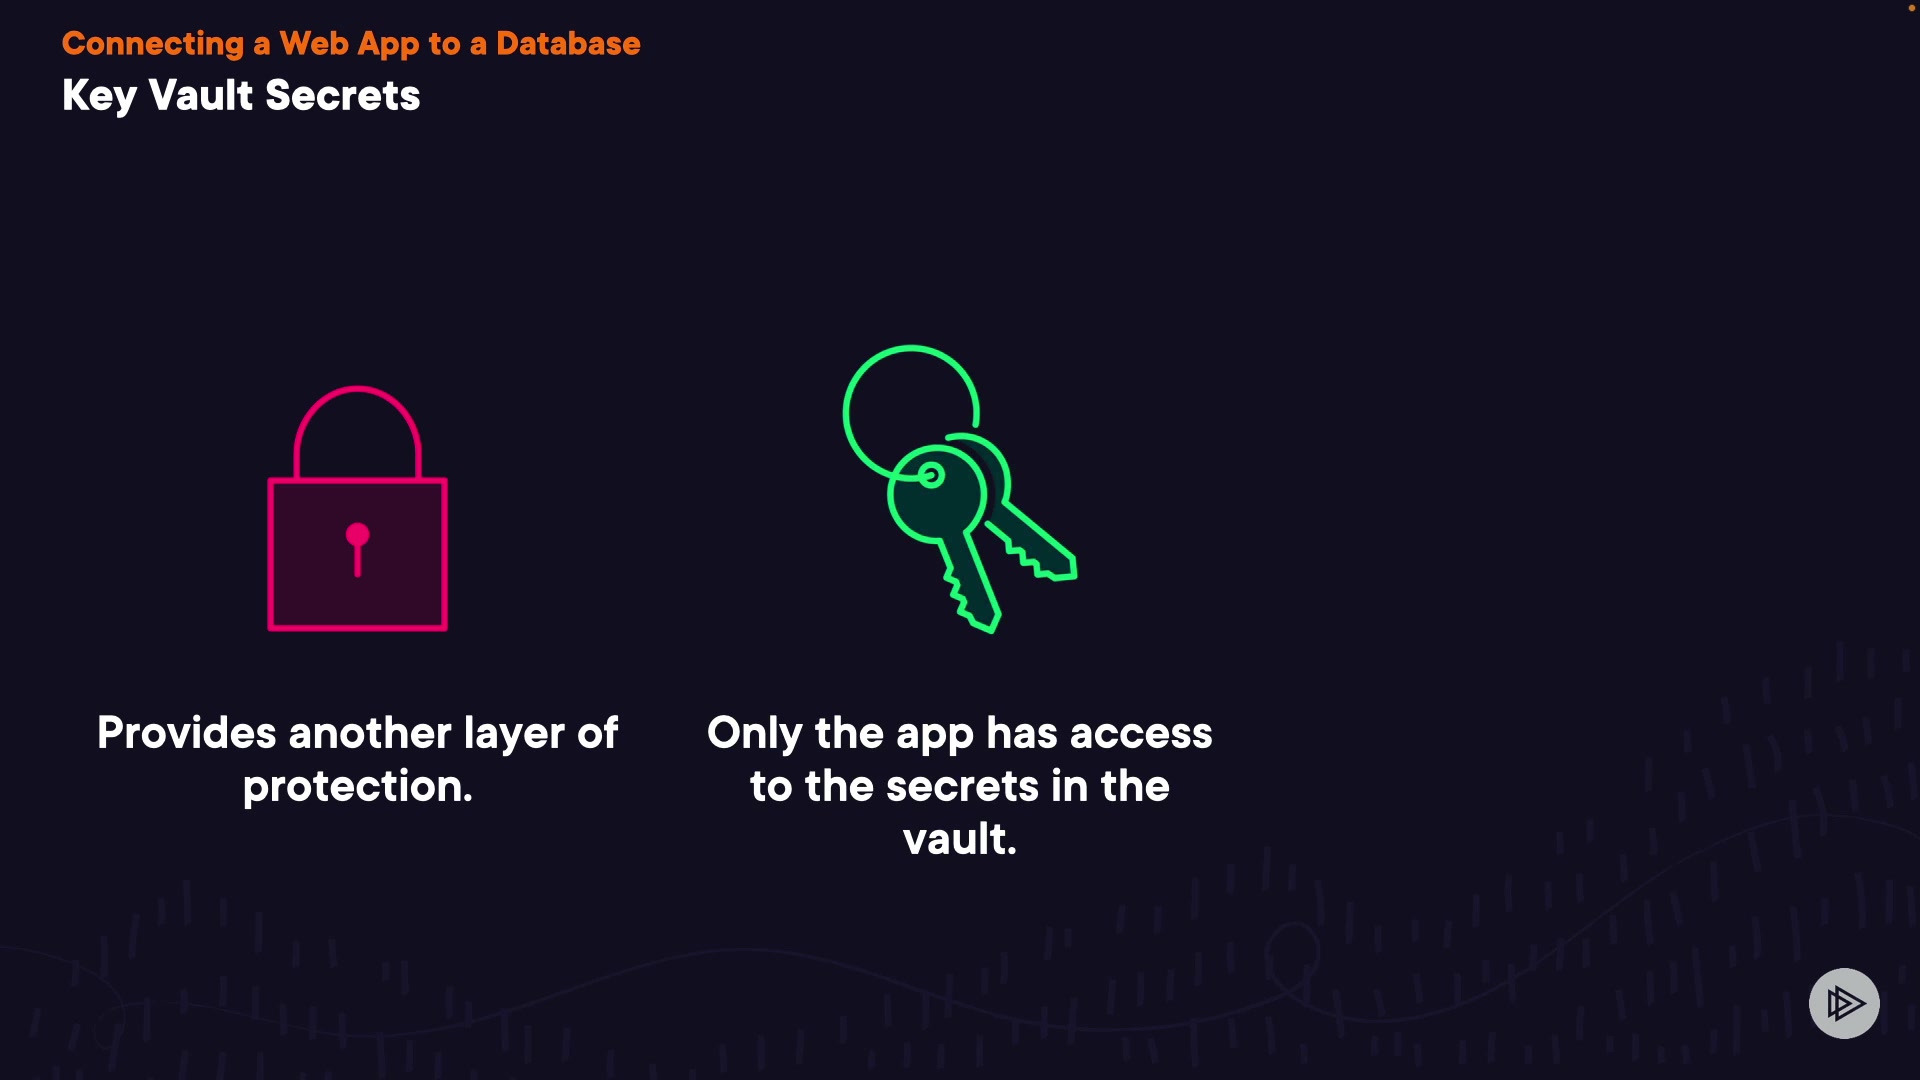 Connecting a Web App to a Database
Key Vault Secrets
Provides another layer of
protection.
Only the app has access
to the secrets in the
vault.